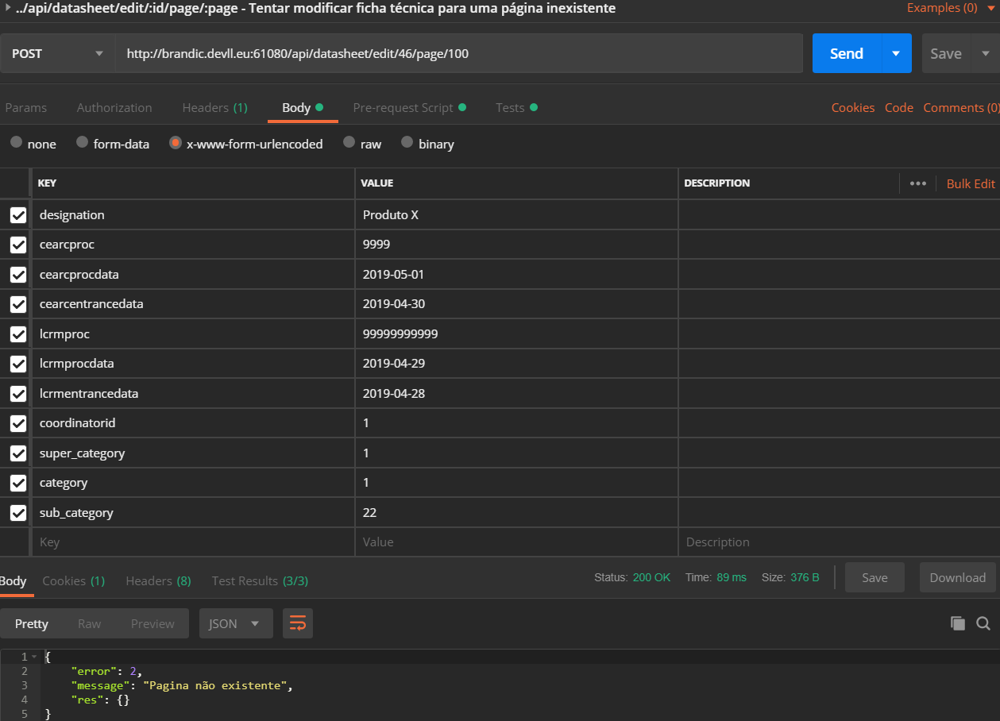 ../api/datasheet/edit/:id/page/:page - Tentar modificar ficha técnica para uma página inexistente Examples (0)
POST http://brandic.devll.eu:61080/api/datasheet/edit/46/page/100 Send Save
Params Authorization Headers (1) Body Pre-request Script Tests Cookies Code Comments (0)
none form-data x-www-form-urlencoded raw binary
KEY VALUE DESCRIPTION ••• Bulk Edit
designation Produto X
cearcproc 9999
cearcprocdata 2019-05-01
cearcentrancedata 2019-04-30
lcrmproc 99999999999
lcrmprocdata 2019-04-29
lcrmentrancedata 2019-04-28
coordinatorid 1
super_category 1
category 1
sub_category 22
Key Value Description
Body Cookies (1) Headers (8) Test Results (3/3) Status: 200 OK Time: 89 ms Size: 376 B Save Download
Pretty Raw Preview JSON
1 {
2 "error": 2,
3 "message": "Pagina não existente",
4 "res": {}
5 }